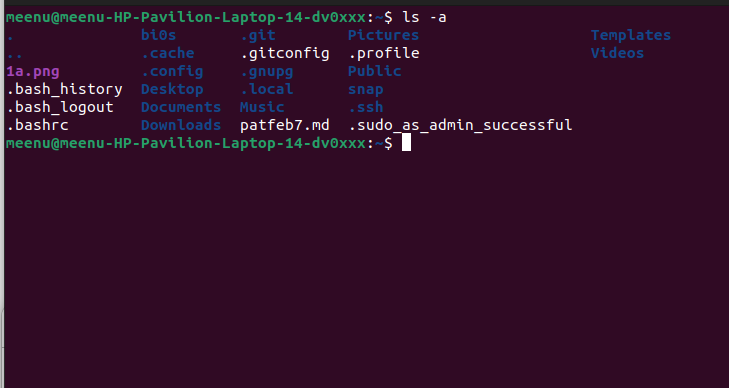 meenu@meenu-HP-Pavilion-Laptop-14-dv0xxx:~$ ls -a
. bi0s .git Pictures Templates
.. .cache .gitconfig .profile Videos
1a.png .config .gnupg Public
.bash_history Desktop .local snap
.bash_logout Documents Music .ssh
.bashrc Downloads patfeb7.md .sudo_as_admin_successful
meenu@meenu-HP-Pavilion-Laptop-14-dv0xxx:~$